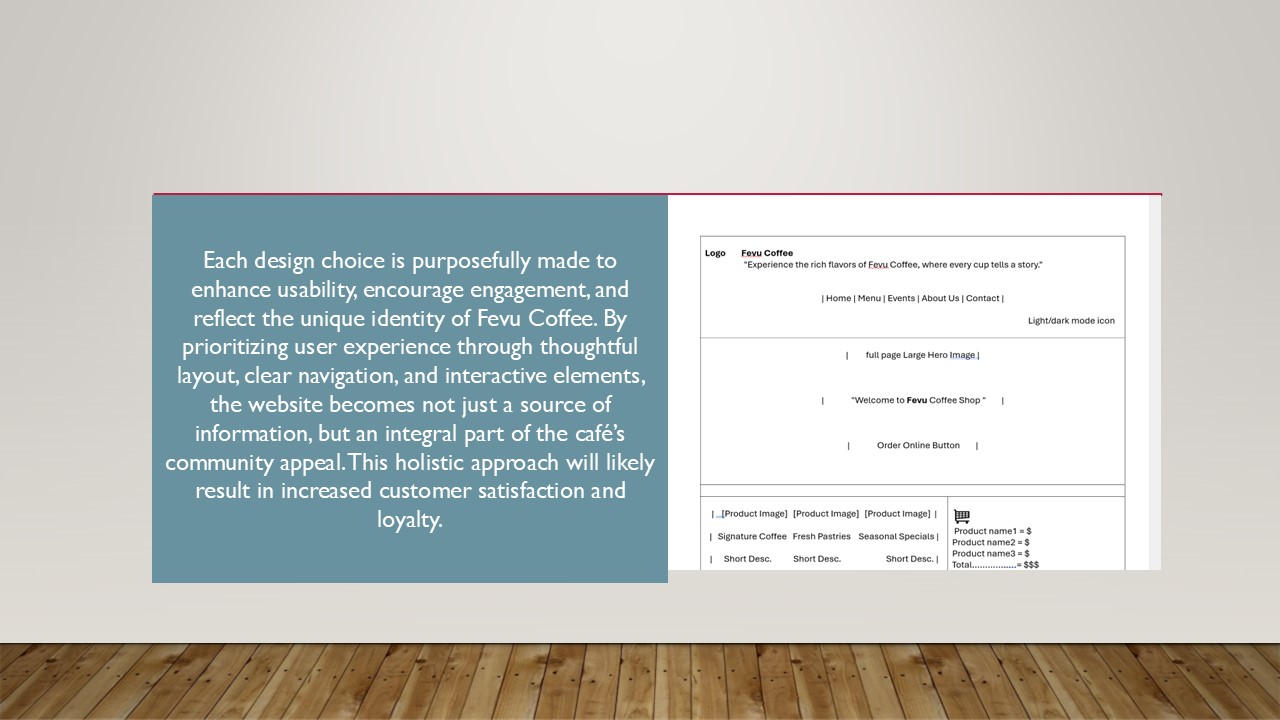 Each design choice is purposefully made to
enhance usability, encourage engagement, and
reflect the unique identity of Fevu Coffee. By
prioritizing user experience through thoughtful
layout, clear navigation, and interactive elements,
the website becomes not just a source of
information, but an integral part of the café’s
community appeal. This holistic approach will likely
result in increased customer satisfaction and
loyalty.
Logo Fevu Coffee
"Experience the rich flavors of Fevu Coffee, where every cup tells a story."
| Home | Menu | Events | About Us | Contact |
Light/dark mode icon
| full page Large Hero Image |
| "Welcome to Fevu Coffee Shop " |
| Order Online Button |
| [Product Image] [Product Image] [Product Image] |
| Signature Coffee Fresh Pastries Seasonal Specials |
| Short Desc. Short Desc. Short Desc. |
Product name1 = $
Product name2 = $
Product name3 = $
Total………………= $$$